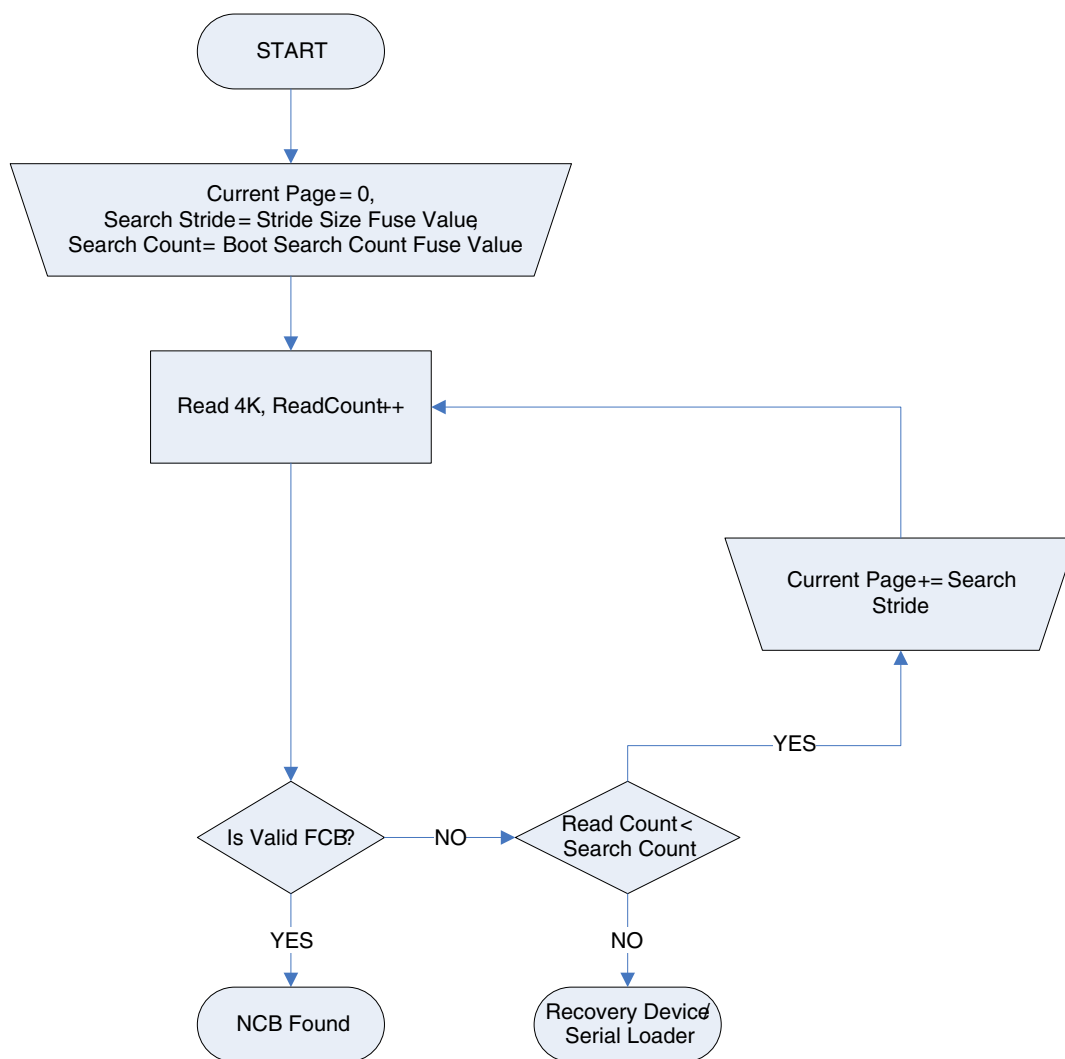 START
Current Page = 0,
Search Stride = Stride Size Fuse Value,
Search Count = Boot Search Count Fuse Value
Read 4K, ReadCount++
Current Page += Search
Stride
YES
Is Valid FCB?
NO
Read Count <
Search Count
YES
NO
NCB Found
Recovery Device/
Serial Loader